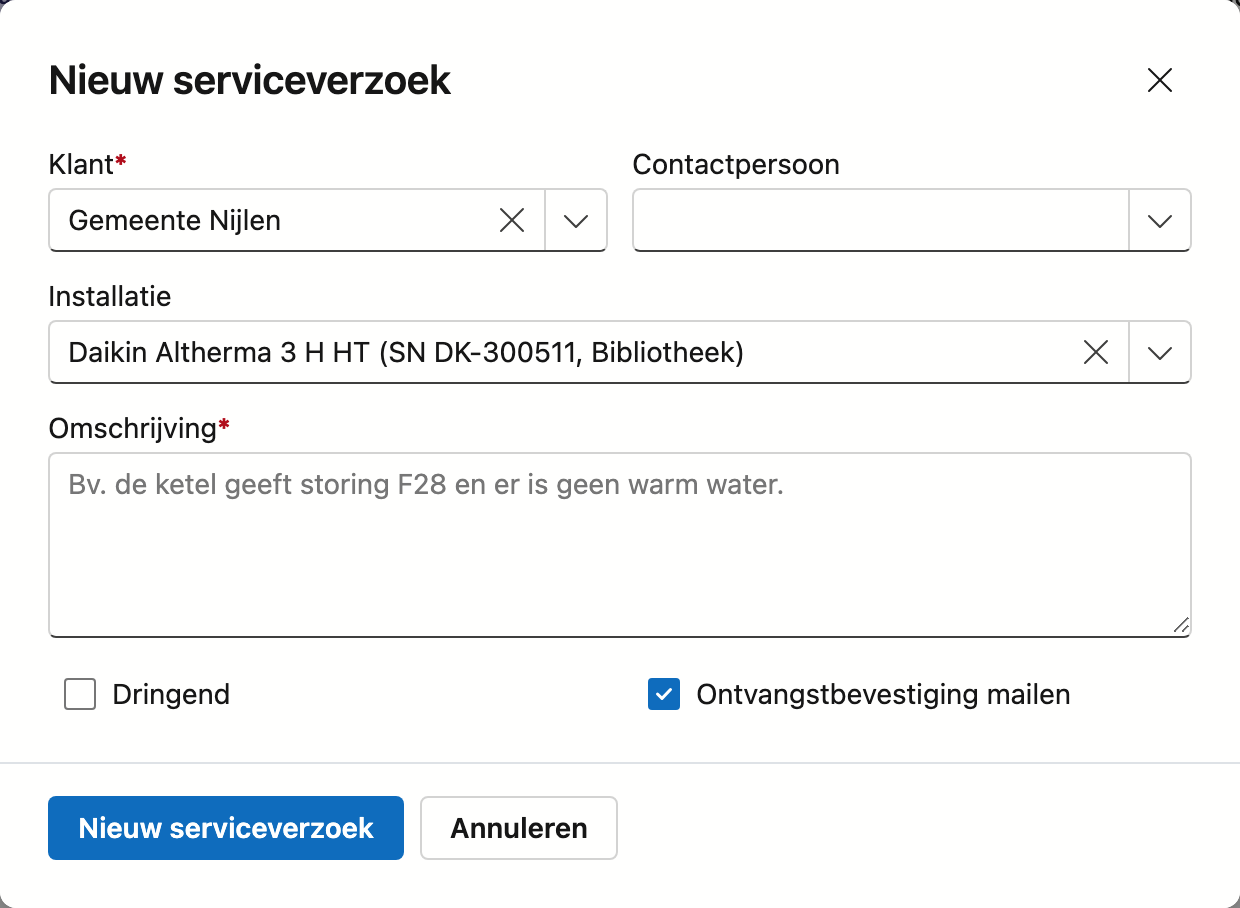 Nieuw serviceverzoek
Klant* Contactpersoon
Gemeente Nijlen
Installatie
Daikin Altherma 3 H HT (SN DK-300511, Bibliotheek)
Omschrijving*
Bv. de ketel geeft storing F28 en er is geen warm water.
Dringend Ontvangstbevestiging mailen
Nieuw serviceverzoek Annuleren